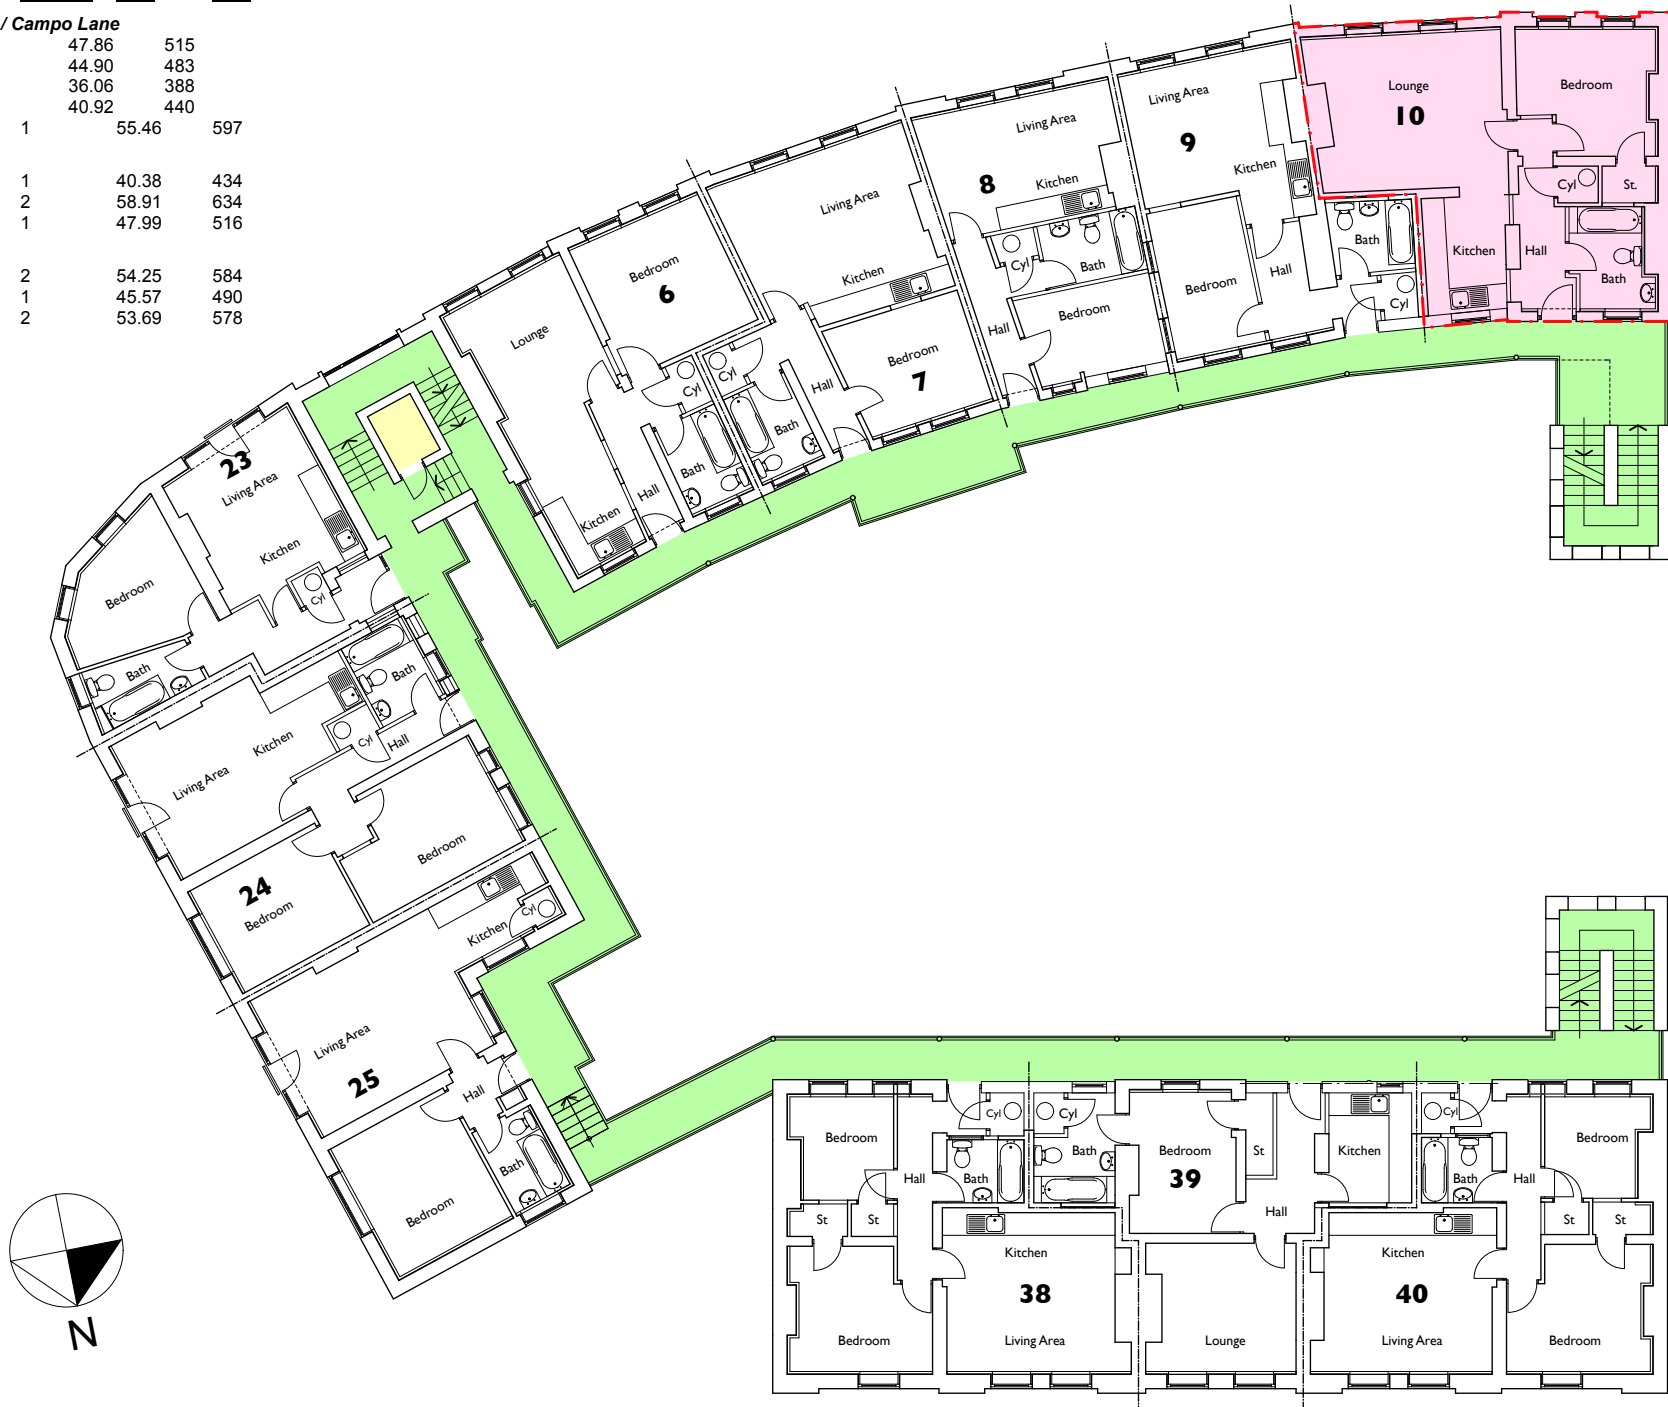 / Campo Lane
47.86 515
44.90 483
36.06 388
40.92 440
1 55.46 597
1 40.38 434
2 58.91 634
1 47.99 516
2 54.25 584
1 45.57 490
2 53.69 578
Lounge
10
Bedroom
Cyl
St.
Kitchen
Hall
Bath
Living Area
9
Kitchen
Bath
Bedroom
Hall
Cyl
Living Area
8
Kitchen
Cyl
Bath
Hall
Bedroom
Living Area
Kitchen
Bedroom
7
Cyl
Hall
Bath
Bedroom
6
Lounge
Cyl
Bath
Hall
Kitchen
23
Living Area
Kitchen
Bedroom
Cyl
Bath
Bath
Kitchen
Cyl
Hall
Living Area
Bedroom
24
Bedroom
Cyl
Kitchen
Living Area
25
Hall
Bath
Bedroom
N
Bedroom
Hall
Cyl
Bath
St
St
Kitchen
38
Bedroom
Living Area
Cyl
Bath
Bedroom
39
St
Kitchen
Hall
Lounge
Cyl
Bath
Hall
Bedroom
St
St
Kitchen
40
Living Area
Bedroom